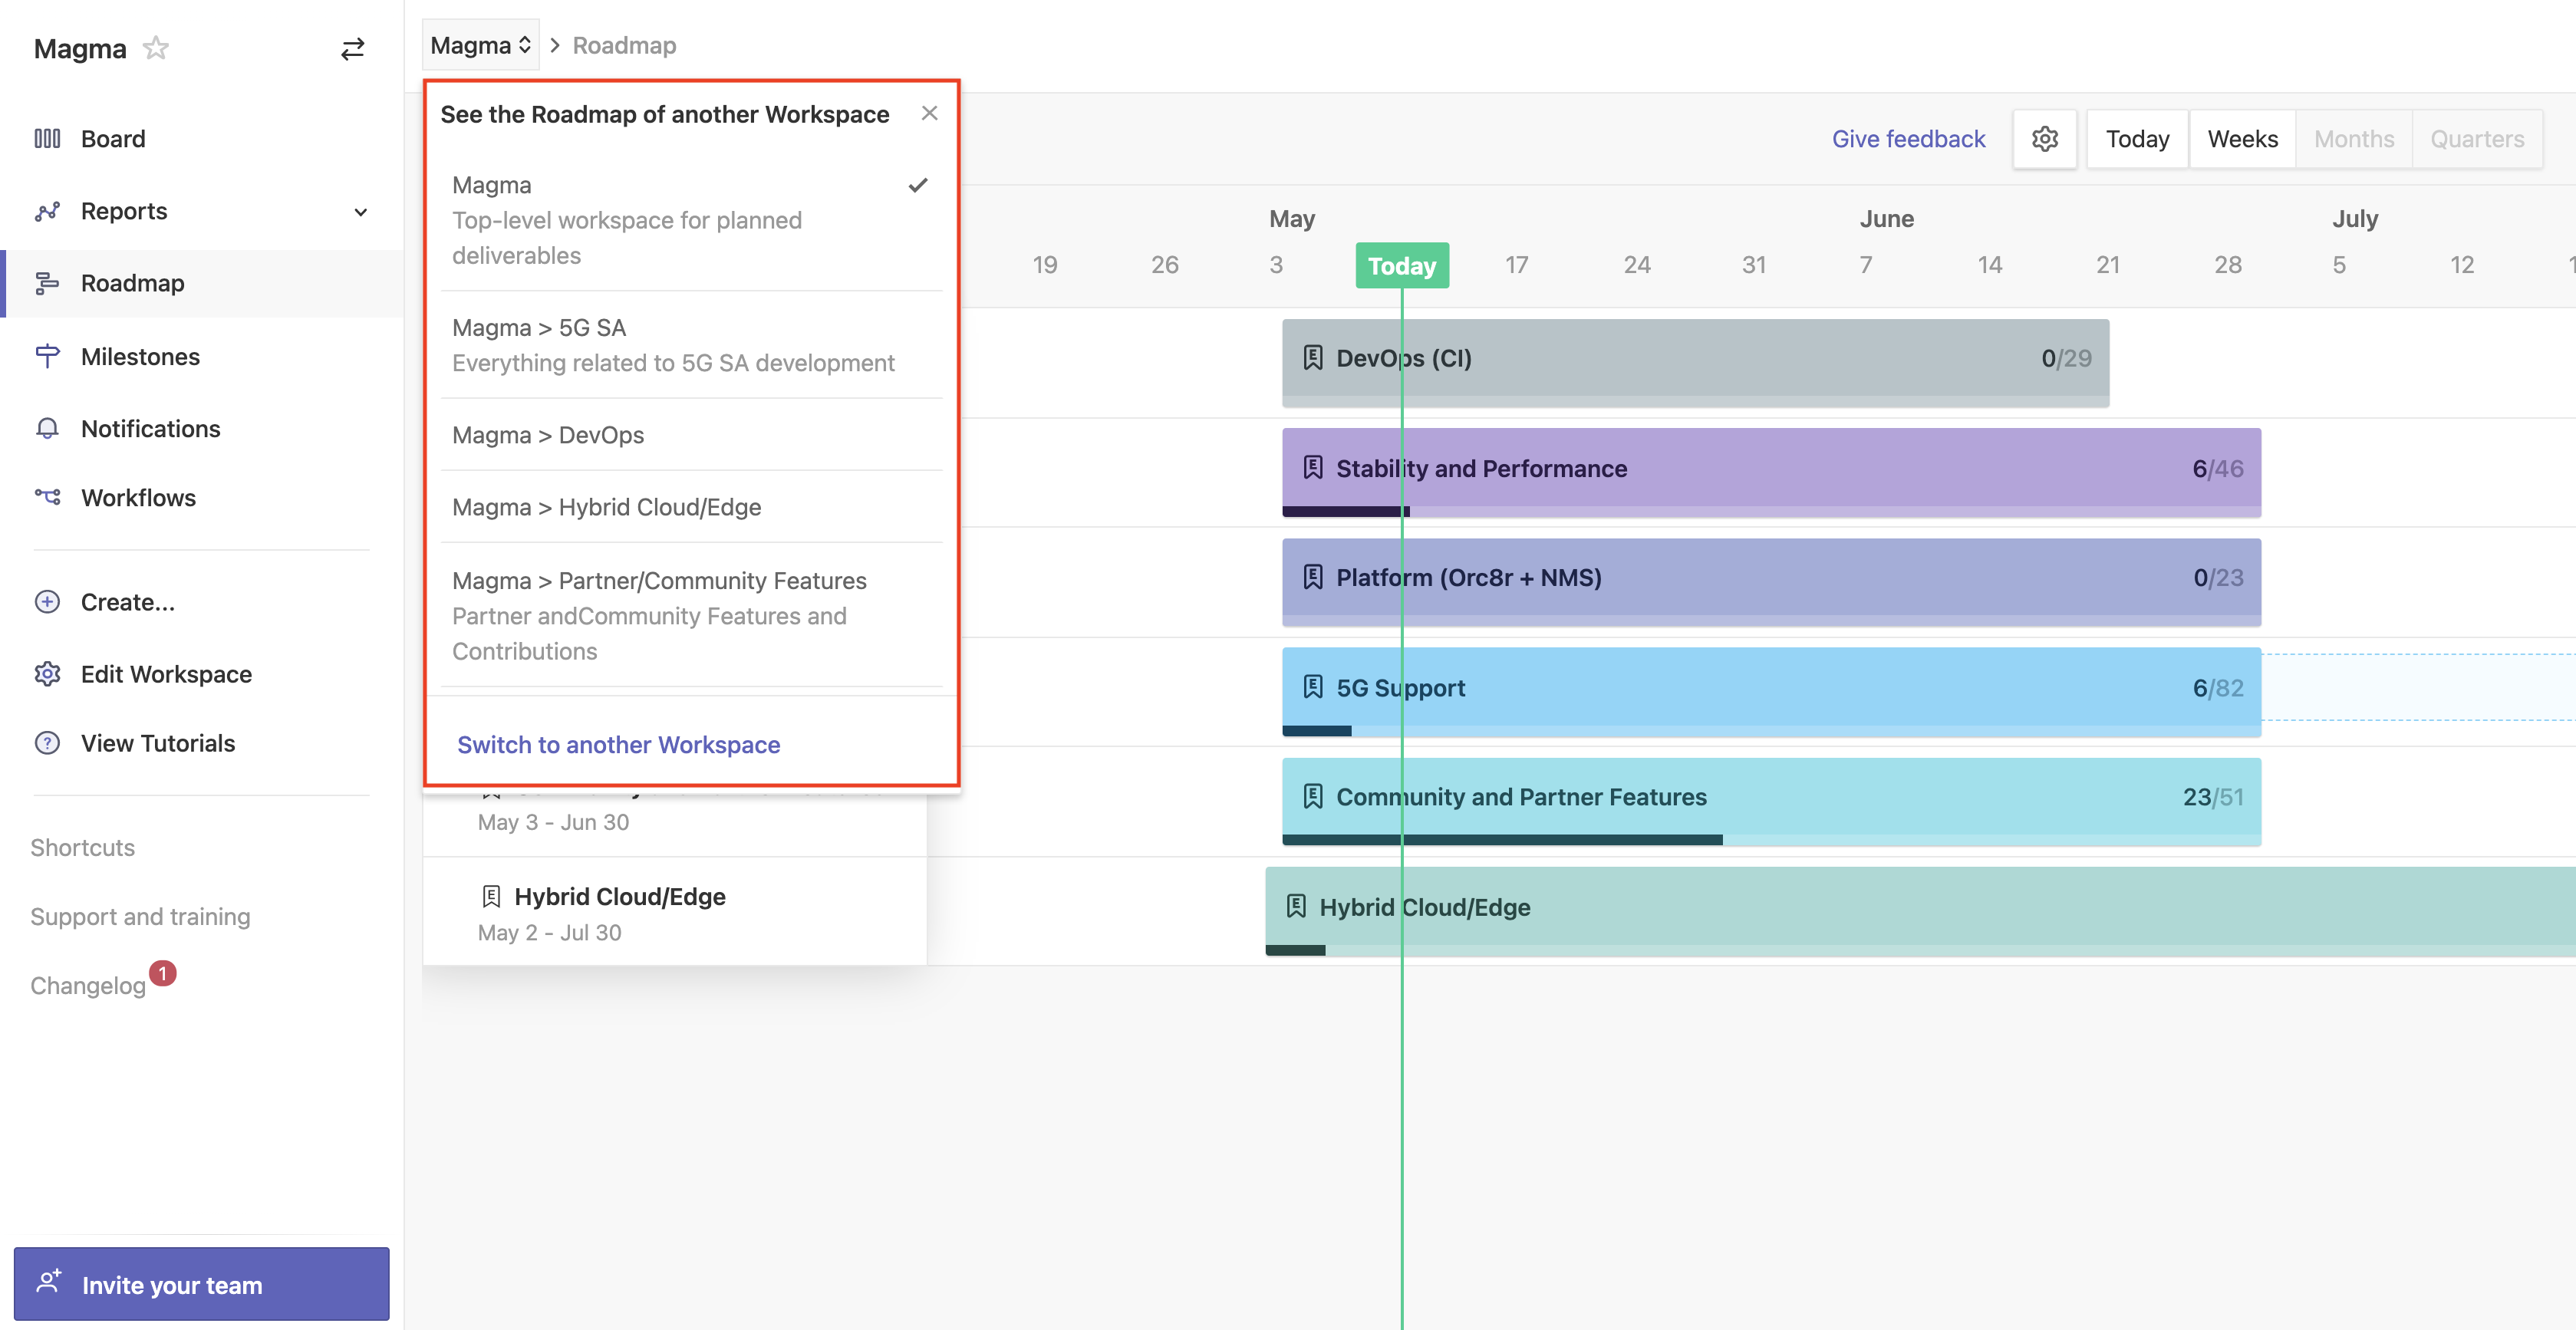 Magma
Board
Reports
Roadmap
Milestones
Notifications
Workflows
Create...
Edit Workspace
View Tutorials
Shortcuts
Support and training
Changelog 1
Invite your team
Magma > Roadmap
See the Roadmap of another Workspace
Magma
Top-level workspace for planned
deliverables
Magma > 5G SA
Everything related to 5G SA development
Magma > DevOps
Magma > Hybrid Cloud/Edge
Magma > Partner/Community Features
Partner andCommunity Features and
Contributions
Switch to another Workspace
May 3 - Jun 30
Hybrid Cloud/Edge
May 2 - Jul 30
Give feedback
Today Weeks Months Quarters
May June July
19 26 3 Today 17 24 31 7 14 21 28 5 12
DevOps (CI) 0/29
Stability and Performance 6/46
Platform (Orc8r + NMS) 0/23
5G Support 6/82
Community and Partner Features 23/51
Hybrid Cloud/Edge